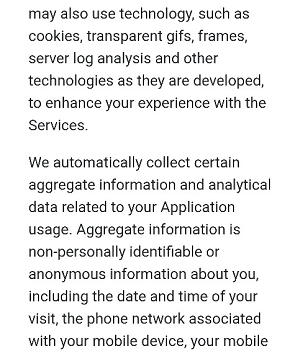 may also use technology, such as
cookies, transparent gifs, frames,
server log analysis and other
technologies as they are developed,
to enhance your experience with the
Services.
We automatically collect certain
aggregate information and analytical
data related to your Application
usage. Aggregate information is
non-personally identifiable or
anonymous information about you,
including the date and time of your
visit, the phone network associated
with your mobile device, your mobile